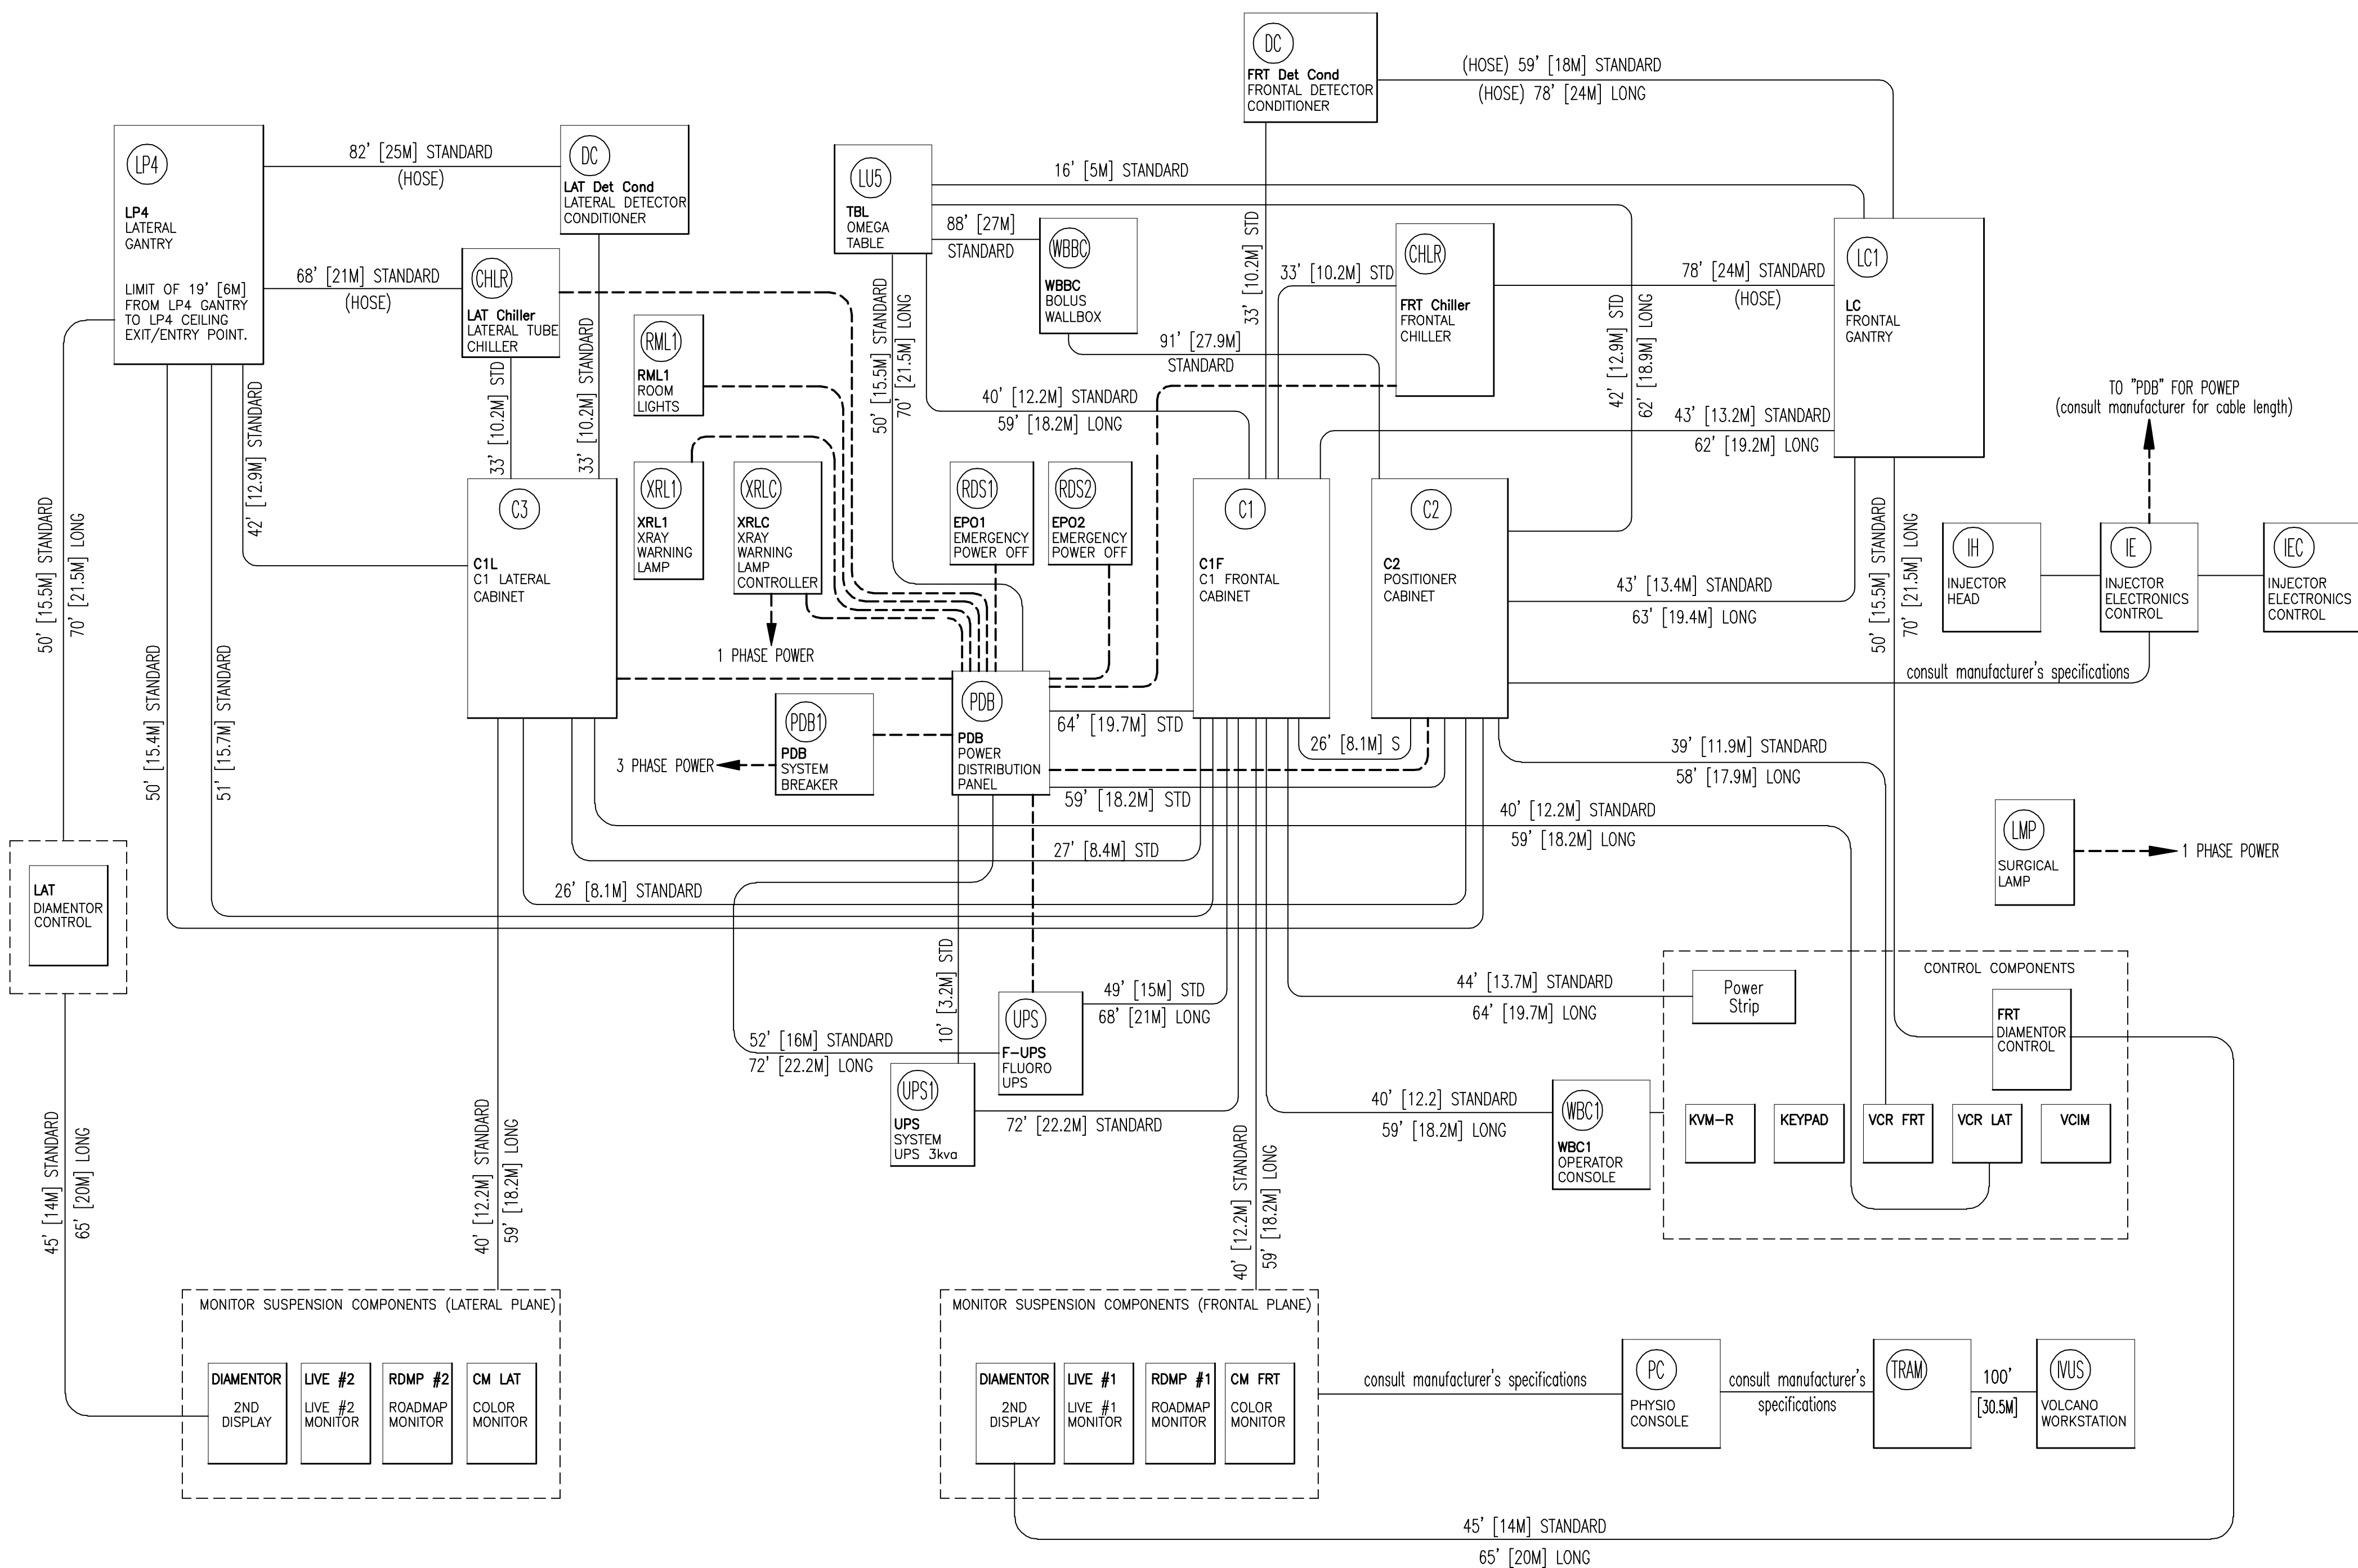 DC
FRT Det Cond
FRONTAL DETECTOR
CONDITIONER
(HOSE) 59' [18M] STANDARD
(HOSE) 78' [24M] LONG
LP4
LP4
LATERAL
GANTRY
LIMIT OF 19' [6M]
FROM LP4 GANTRY
TO LP4 CEILING
EXIT/ENTRY POINT.
82' [25M] STANDARD
(HOSE)
DC
LAT Det Cond
LATERAL DETECTOR
CONDITIONER
68' [21M] STANDARD
(HOSE)
CHLR
LAT Chiller
LATERAL TUBE
CHILLER
LU5
TBL
OMEGA
TABLE
16' [5M] STANDARD
88' [27M]
STANDARD
WBBC
WBBC
BOLUS
WALLBOX
91' [27.9M]
STANDARD
33' [10.2M] STD
33' [10.2M] STD
CHLR
FRT Chiller
FRONTAL
CHILLER
42' [12.9M] STD
62' [18.9M] LONG
78' [24M] STANDARD
(HOSE)
LC1
LC
FRONTAL
GANTRY
RML1
RML1
ROOM
LIGHTS
50' [15.5M] STANDARD
70' [21.5M] LONG
40' [12.2M] STANDARD
59' [18.2M] LONG
43' [13.2M] STANDARD
62' [19.2M] LONG
TO "PDB" FOR POWEP
(consult manufacturer for cable length)
42' [12.9M] STANDARD
33' [10.2M] STD
33' [10.2M] STANDARD
C3
C1L
C1 LATERAL
CABINET
XRL1
XRL1
XRAY
WARNING
LAMP
XRLC
XRLC
XRAY
WARNING
LAMP
CONTROLLER
1 PHASE POWER
RDS1
EPO1
EMERGENCY
POWER OFF
RDS2
EPO2
EMERGENCY
POWER OFF
C1
C1F
C1 FRONTAL
CABINET
C2
C2
POSITIONER
CABINET
43' [13.4M] STANDARD
63' [19.4M] LONG
50' [15.5M] STANDARD
70' [21.5M] LONG
IH
INJECTOR
HEAD
IE
INJECTOR
ELECTRONICS
CONTROL
IEC
INJECTOR
ELECTRONICS
CONTROL
consult manufacturer's specifications
50' [15.5M] STANDARD
70' [21.5M] LONG
50' [15.4M] STANDARD
51' [15.7M] STANDARD
PDB1
PDB
SYSTEM
BREAKER
3 PHASE POWER
PDB
PDB
POWER
DISTRIBUTION
PANEL
64' [19.7M] STD
26' [8.1M] S
59' [18.2M] STD
39' [11.9M] STANDARD
58' [17.9M] LONG
40' [12.2M] STANDARD
59' [18.2M] LONG
27' [8.4M] STD
26' [8.1M] STANDARD
LMP
SURGICAL
LAMP
1 PHASE POWER
LAT
DIAMENTOR
CONTROL
10' [3.2M] STD
49' [15M] STD
68' [21M] LONG
UPS
F-UPS
FLUORO
UPS
52' [16M] STANDARD
72' [22.2M] LONG
UPS1
UPS
SYSTEM
UPS 3kva
72' [22.2M] STANDARD
44' [13.7M] STANDARD
64' [19.7M] LONG
CONTROL COMPONENTS
Power
Strip
FRT
DIAMENTOR
CONTROL
40' [12.2] STANDARD
59' [18.2M] LONG
WBC1
WBC1
OPERATOR
CONSOLE
KVM-R
KEYPAD
VCR FRT
VCR LAT
VCIM
45' [14M] STANDARD
65' [20M] LONG
40' [12.2M] STANDARD
59' [18.2M] LONG
40' [12.2M] STANDARD
59' [18.2M] LONG
MONITOR SUSPENSION COMPONENTS (LATERAL PLANE)
DIAMENTOR
2ND
DISPLAY
LIVE #2
LIVE #2
MONITOR
RDMP #2
ROADMAP
MONITOR
CM LAT
COLOR
MONITOR
MONITOR SUSPENSION COMPONENTS (FRONTAL PLANE)
DIAMENTOR
2ND
DISPLAY
LIVE #1
LIVE #1
MONITOR
RDMP #1
ROADMAP
MONITOR
CM FRT
COLOR
MONITOR
consult manufacturer's specifications
PC
PHYSIO
CONSOLE
consult manufacturer's
specifications
TRAM
100'
[30.5M]
IVUS
VOLCANO
WORKSTATION
45' [14M] STANDARD
65' [20M] LONG